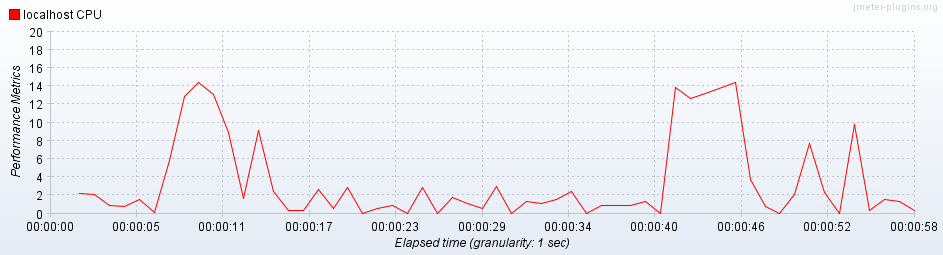 jmeter-plugins.org
localhost CPU
20
18
16
14
12
10
8
6
4
2
0
Performance Metrics
00:00:00 00:00:05 00:00:11 00:00:17 00:00:23 00:00:29 00:00:34 00:00:40 00:00:46 00:00:52 00:00:58
Elapsed time (granularity: 1 sec)